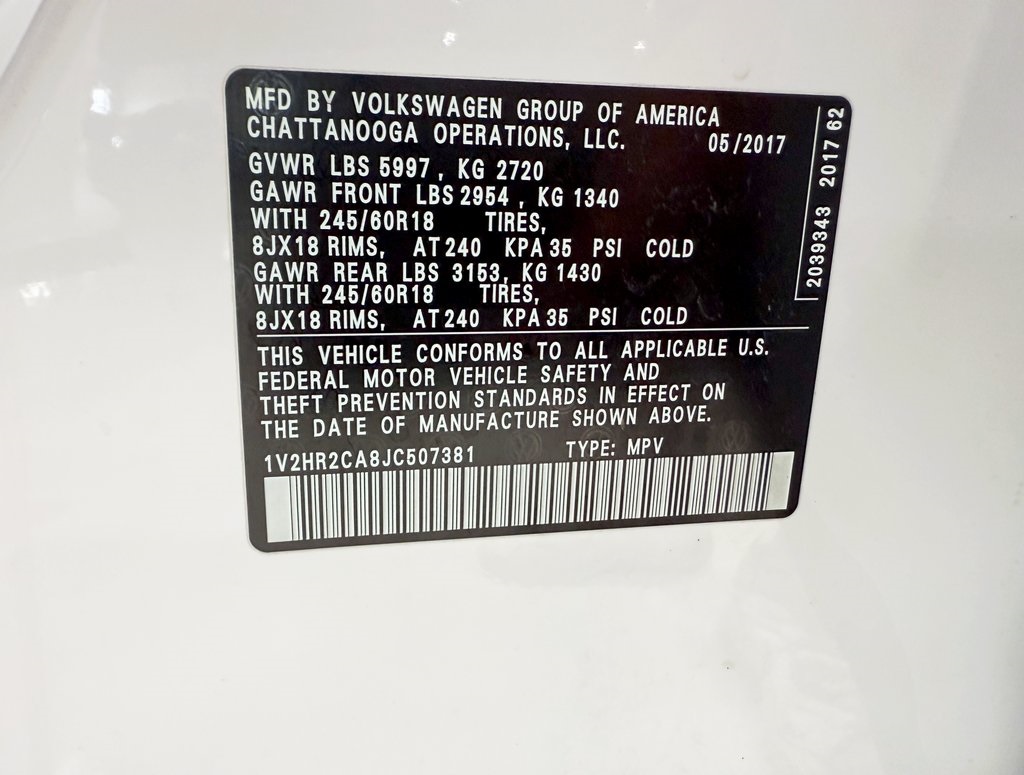 MFD BY VOLKSWAGEN GROUP OF AMERICA
CHATTANOOGA OPERATIONS, LLC. 05/2017
GVWR LBS 5997, KG 2720
GAWR FRONT LBS 2954, KG 1340
WITH 245/60R18 TIRES,
8JX18 RIMS, AT 240 KPA 35 PSI COLD
GAWR REAR LBS 3153, KG 1430
WITH 245/60R18 TIRES,
8JX18 RIMS, AT 240 KPA 35 PSI COLD
THIS VEHICLE CONFORMS TO ALL APPLICABLE U.S.
FEDERAL MOTOR VEHICLE SAFETY AND
THEFT PREVENTION STANDARDS IN EFFECT ON
THE DATE OF MANUFACTURE SHOWN ABOVE.
1V2HR2CA8JC507381 TYPE: MPV
2039343 2017 62